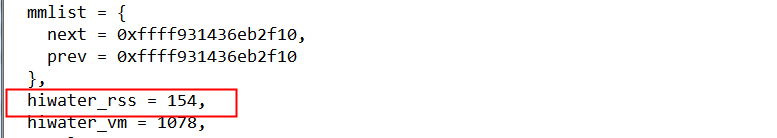 mmlist = {
next = 0xffff931436eb2f10,
prev = 0xffff931436eb2f10
},
hiwater_rss = 154,
hiwater_vm = 1078,